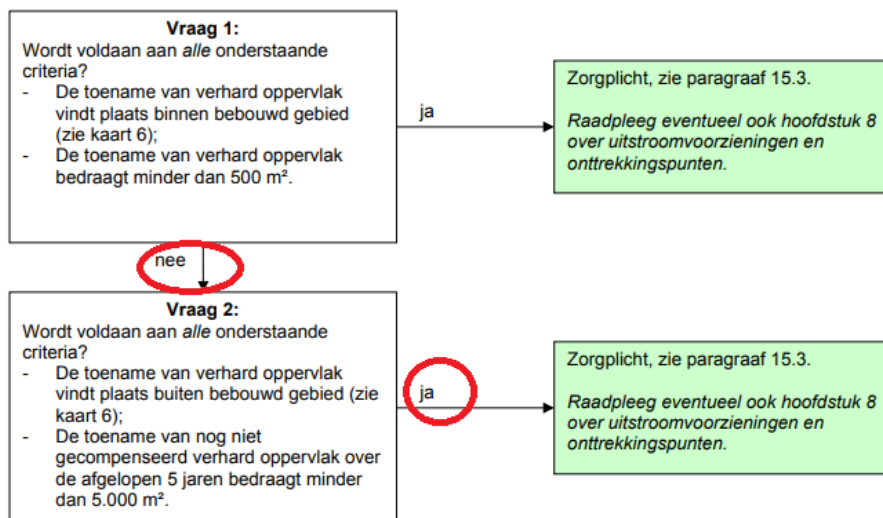 Vraag 1:
Wordt voldaan aan alle onderstaande
criteria?
- De toename van verhard oppervlak
vindt plaats binnen bebouwd gebied
(zie kaart 6);
- De toename van verhard oppervlak
bedraagt minder dan 500 m².
ja
Zorgplicht, zie paragraaf 15.3.
Raadpleeg eventueel ook hoofdstuk 8
over uitstroomvoorzieningen en
onttrekkingspunten.
nee
Vraag 2:
Wordt voldaan aan alle onderstaande
criteria?
- De toename van verhard oppervlak
vindt plaats buiten bebouwd gebied (zie
kaart 6);
- De toename van nog niet
gecompenseerd verhard oppervlak over
de afgelopen 5 jaren bedraagt minder
dan 5.000 m².
ja
Zorgplicht, zie paragraaf 15.3.
Raadpleeg eventueel ook hoofdstuk 8
over uitstroomvoorzieningen en
onttrekkingspunten.